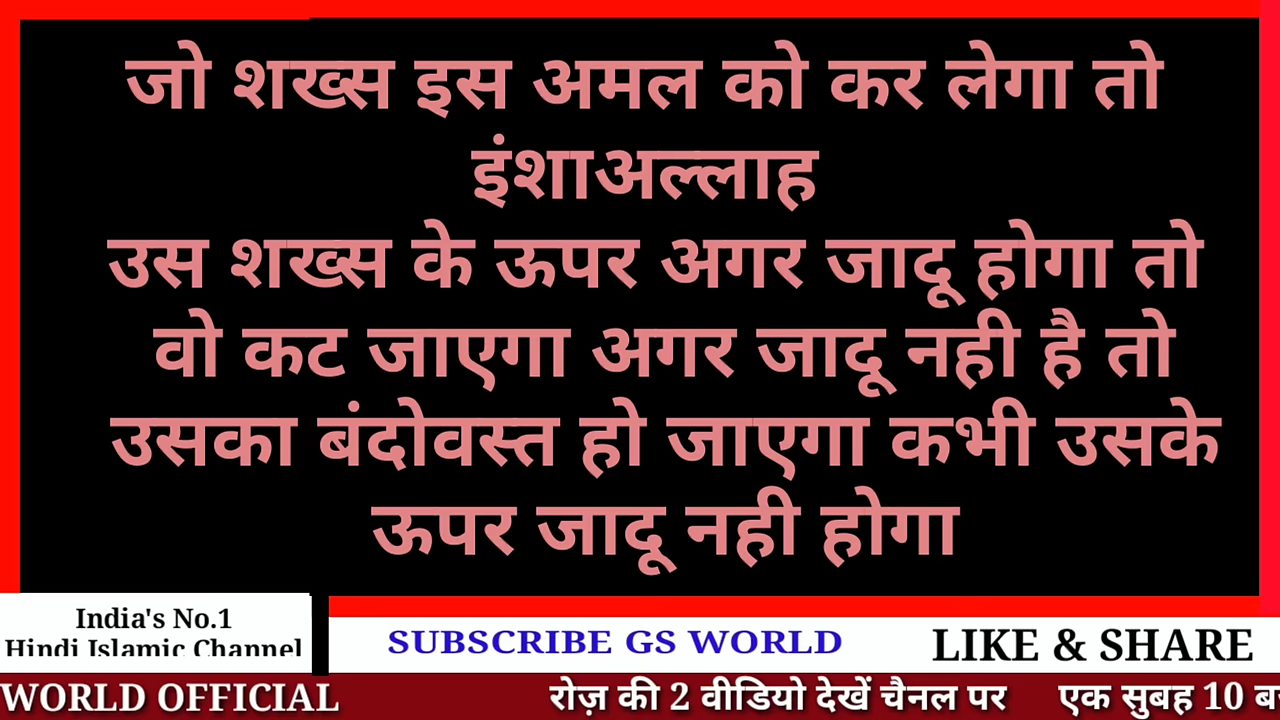 जो शख्स इस अमल को कर लेगा तो
इंशाअल्लाह
उस शख्स के ऊपर अगर जादू होगा तो
वो कट जाएगा अगर जादू नही है तो
उसका बंदोवस्त हो जाएगा कभी उसके
ऊपर जादू नही होगा
India's No.1
Hindi Islamic Channel
SUBSCRIBE GS WORLD
LIKE & SHARE
WORLD OFFICIAL
रोज़ की 2 वीडियो देखें चैनल पर
एक सुबह 10